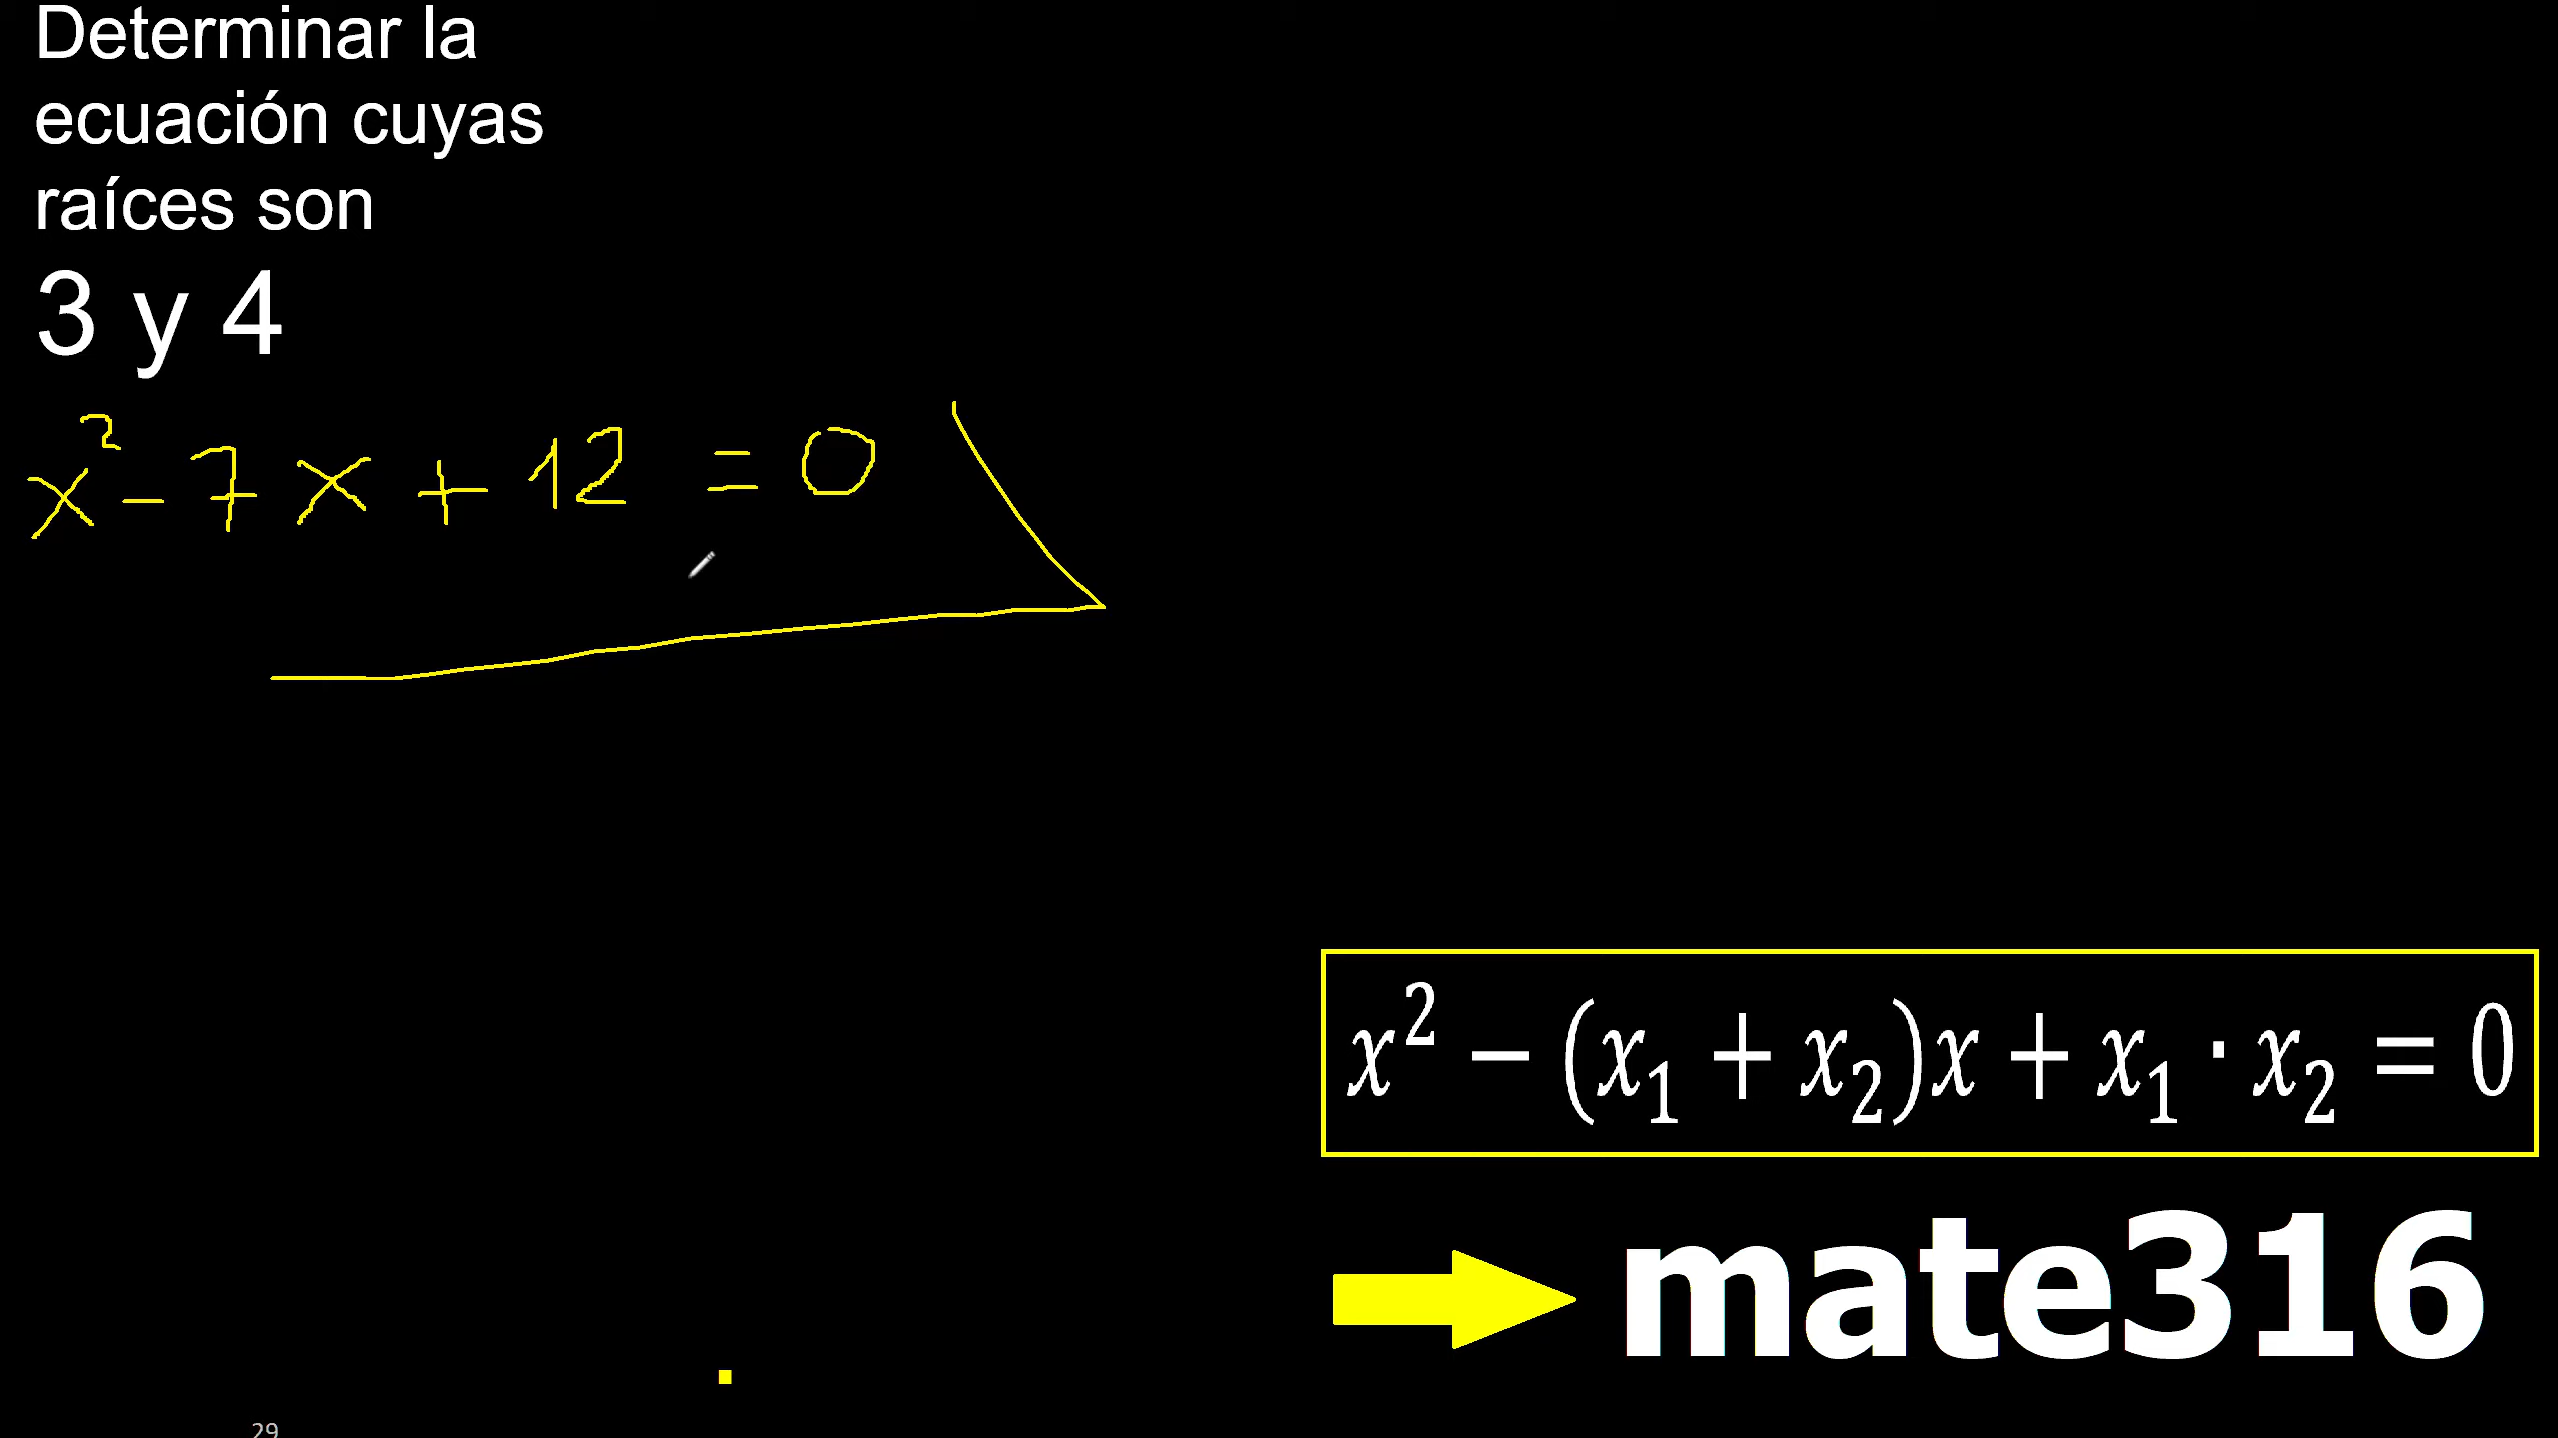 Determinar la
ecuación cuyas
raíces son
3 y 4
x² - 7x + 12 = 0
x² − (x₁ + x₂)x + x₁ · x₂ = 0
mate316
29